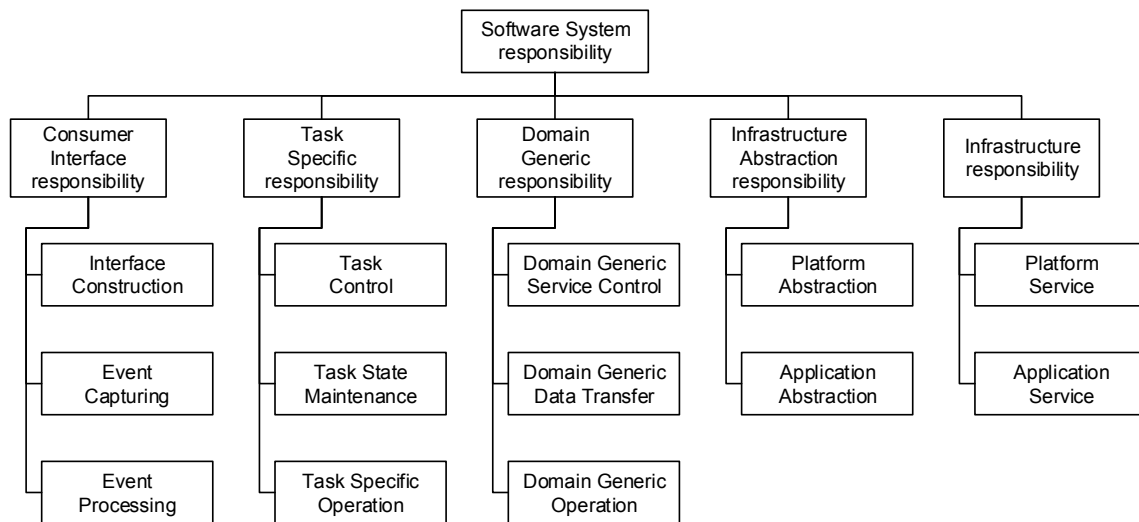 Software System
responsibility
Consumer
Interface
responsibility
Task
Specific
responsibility
Domain
Generic
responsibility
Infrastructure
Abstraction
responsibility
Infrastructure
responsibility
Interface
Construction
Task
Control
Domain Generic
Service Control
Platform
Abstraction
Platform
Service
Event
Capturing
Task State
Maintenance
Domain Generic
Data Transfer
Application
Abstraction
Application
Service
Event
Processing
Task Specific
Operation
Domain Generic
Operation